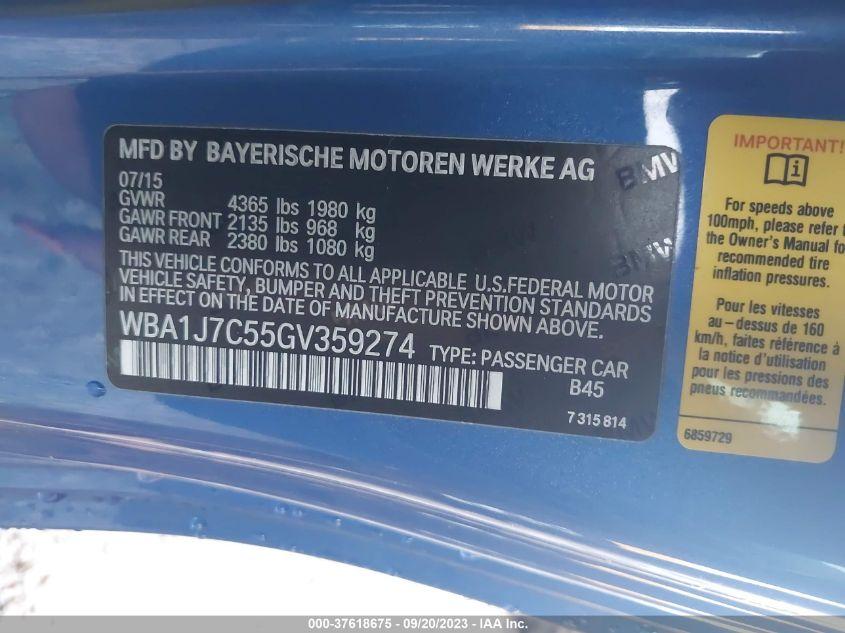 MFD BY BAYERISCHE MOTOREN WERKE AG
07/15
GVWR 4365 lbs 1980 kg
GAWR FRONT 2135 lbs 968 kg
GAWR REAR 2380 lbs 1080 kg
THIS VEHICLE CONFORMS TO ALL APPLICABLE U.S.FEDERAL MOTOR
VEHICLE SAFETY, BUMPER AND THEFT PREVENTION STANDARDS
IN EFFECT ON THE DATE OF MANUFACTURE SHOWN ABOVE.
WBA1J7C55GV359274 TYPE: PASSENGER CAR
B45
7 315 814
BMW
BMW
IMPORTANT!
For speeds above
100mph, please refer
the Owner's Manual for
recommended tire
inflation pressures.
Pour les vitesses
au-dessus de 160
km/h, faites référence à
la notice d'utilisation
pour les pressions des
pneus recommandées.
6859729
000-37618675 - 09/20/2023 - IAA Inc.